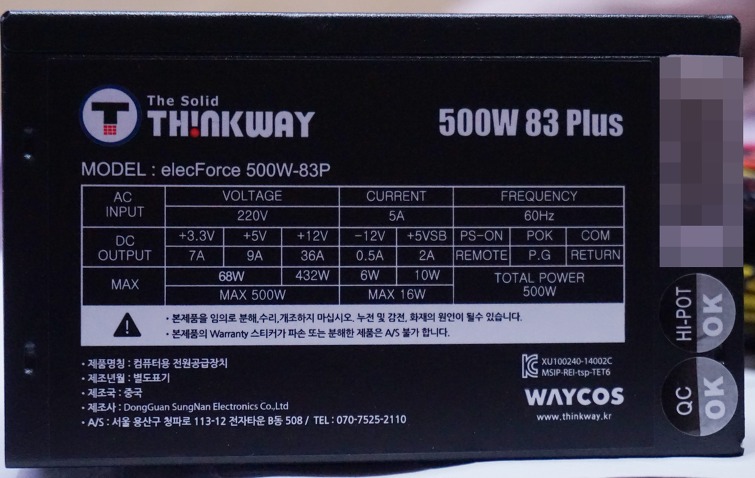 The Solid
TH!NKWAY
500W 83 Plus
MODEL : elecForce 500W-83P
AC INPUT VOLTAGE CURRENT FREQUENCY
220V 5A 60Hz
DC OUTPUT +3.3V +5V +12V -12V +5VSB PS-ON POK COM
7A 9A 36A 0.5A 2A REMOTE P.G RETURN
MAX 68W 432W 6W 10W TOTAL POWER
MAX 500W MAX 16W 500W
• 본제품을 임의로 분해,수리,개조하지 마십시오. 누전 및 감전, 화재의 원인이 될수 있습니다.
• 본제품의 Warranty 스티커가 파손 또는 분해한 제품은 A/S 불가 합니다.
• 제품명칭 : 컴퓨터용 전원공급장치
• 제조년월 : 별도표기
• 제조국 : 중국
• 제조사 : DongGuan SungNan Electronics Co.,Ltd
• A/S : 서울 용산구 청파로 113-12 전자타운 B동 508 / TEL : 070-7525-2110
XU100240-14002C
MSIP-REI-tsp-TET6
WAYCOS
www.thinkway.kr
HI-POT OK
QC OK